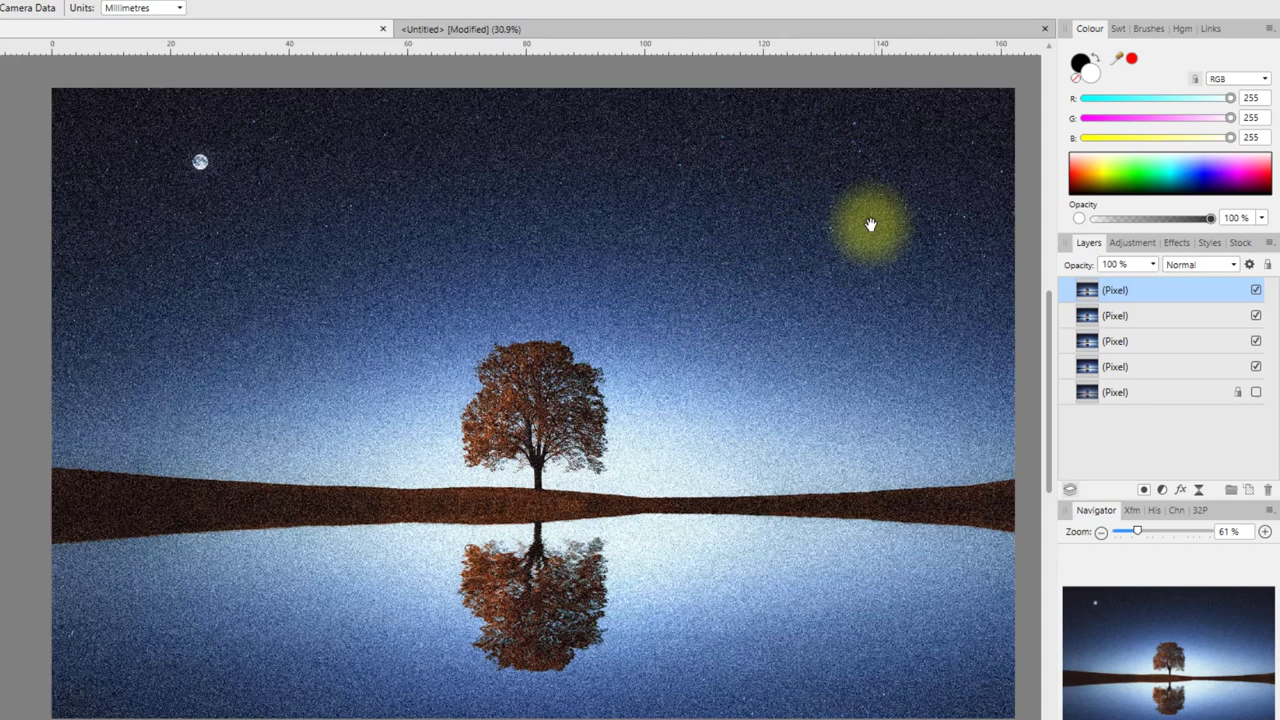 Camera Data Units: Millimetres
<Untitled> [Modified] (30.9%)
0 20 40 60 80 100 120 140 160
Colour Swt Brushes Hgm Links
RGB
R: 255
G: 255
B: 255
Opacity
100 %
Layers Adjustment Effects Styles Stock
Opacity: 100 % Normal
(Pixel)
(Pixel)
(Pixel)
(Pixel)
(Pixel)
fx
Navigator Xfm His Chn 32P
Zoom: 61 %